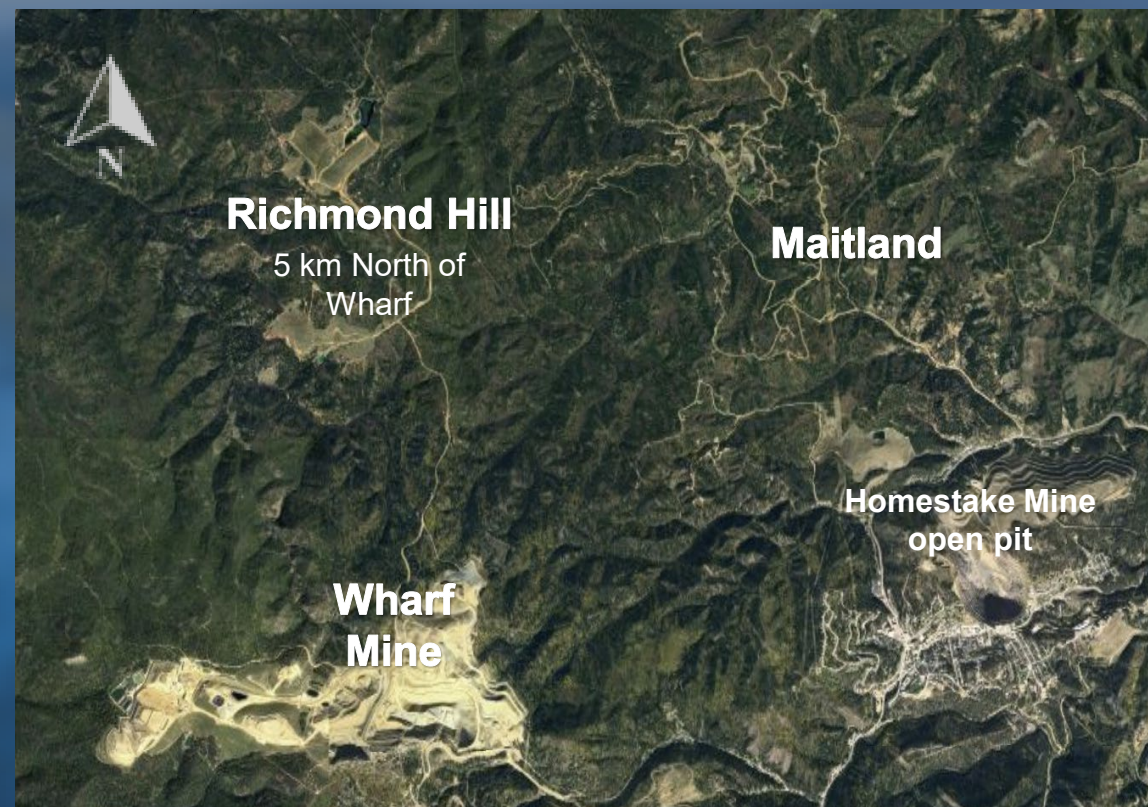 N
Richmond Hill
5 km North of
Wharf
Maitland
Homestake Mine
open pit
Wharf
Mine